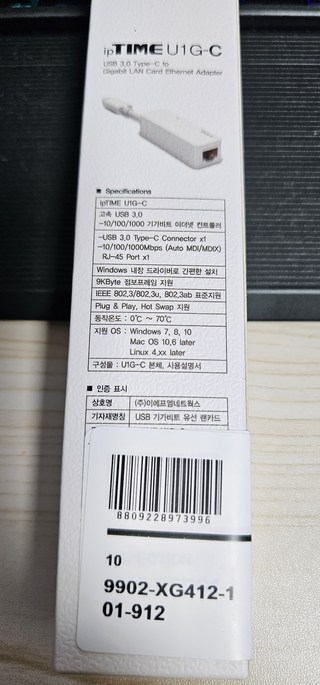 ipTIME U1G-C
USB 3.0 Type-C to
Gigabit LAN Card Ethernet Adapter
■ Specifications
ipTIME U1G-C
고속 USB 3.0
-10/100/1000 기가비트 이더넷 컨트롤러
-USB 3.0 Type-C Connector x1
-10/100/1000Mbps (Auto MDI/MDIX)
RJ-45 Port x1
Windows 내장 드라이버로 간편한 설치
9KByte 점보프레임 지원
IEEE 802.3/802.3u, 802.3ab 표준지원
Plug & Play, Hot Swap 지원
동작온도 : 0℃ ~ 70℃
지원 OS : Windows 7, 8, 10
Mac OS 10.6 later
Linux 4.xx later
구성물 : U1G-C 본체, 사용설명서
■ 인증 표시
상호명 (주)이에프엠네트웍스
기자재명칭 USB 기가비트 유선 랜카드
8809228973996
10
9902-XG412-1
01-912